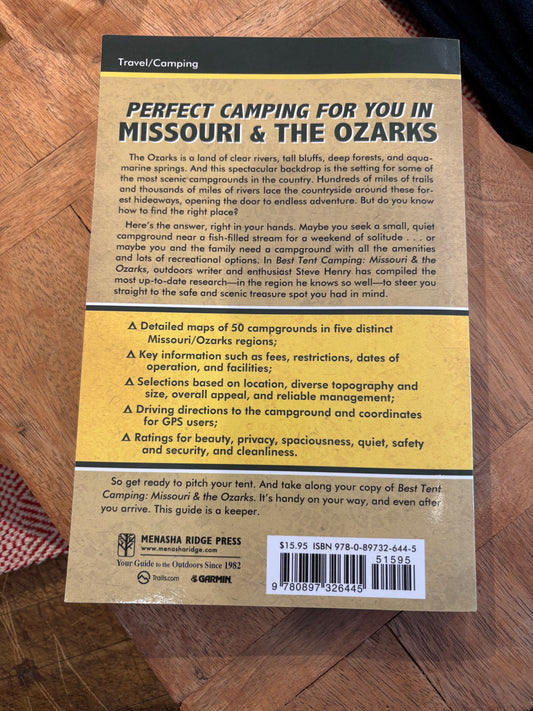 Travel/Camping
PERFECT CAMPING FOR YOU IN
MISSOURI & THE OZARKS
The Ozarks is a land of clear rivers, tall bluffs, deep forests, and aqua-
marine springs. And this spectacular backdrop is the setting for some of
the most scenic campgrounds in the country. Hundreds of miles of trails
and thousands of miles of rivers lace the countryside around these for-
est hideaways, opening the door to endless adventure. But do you know
how to find the right place?
Here's the answer, right in your hands. Maybe you seek a small, quiet
campground near a fish-filled stream for a weekend of solitude . . . or
maybe you and the family need a campground with all the amenities
and lots of recreational options. In Best Tent Camping: Missouri & the
Ozarks, outdoors writer and enthusiast Steve Henry has compiled the
most up-to-date research—in the region he knows so well—to steer you
straight to the safe and scenic treasure spot you had in mind.
Detailed maps of 50 campgrounds in five distinct
Missouri/Ozarks regions;
Key information such as fees, restrictions, dates of
operation, and facilities;
Selections based on location, diverse topography and
size, overall appeal, and reliable management;
Driving directions to the campground and coordinates
for GPS users;
Ratings for beauty, privacy, spaciousness, quiet, safety
and security, and cleanliness.
So get ready to pitch your tent. And take along your copy of Best Tent
Camping: Missouri & the Ozarks. It's handy on your way, and even after
you arrive. This guide is a keeper.
MENASHA RIDGE PRESS
www.menasharidge.com
Your Guide to the Outdoors Since 1982
Trails.com GARMIN
$15.95 ISBN 978-0-89732-644-5
51595
9 780897 326445